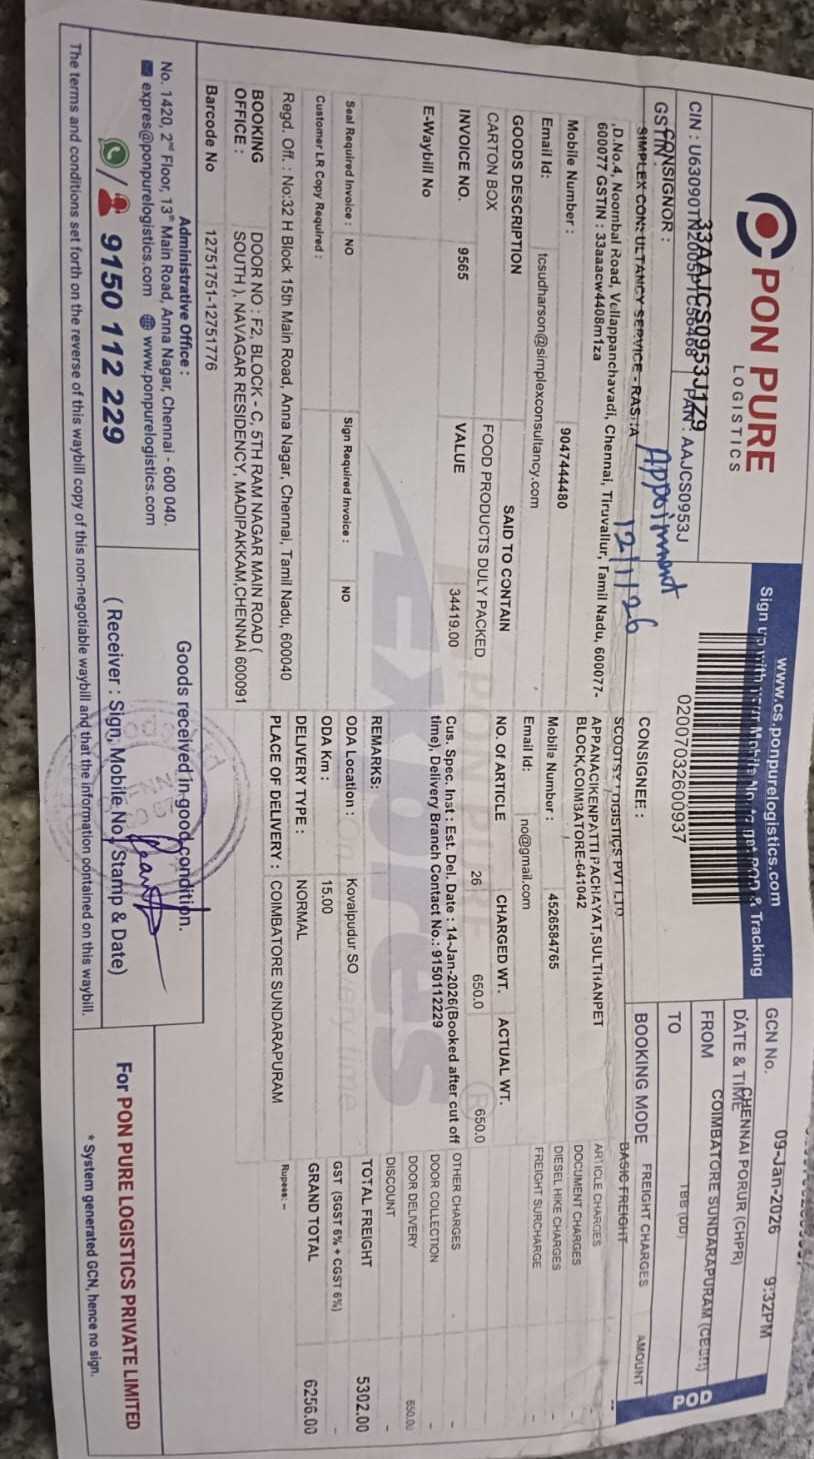 PON PURE
LOGISTICS
www.cs.ponpurelogistics.com
Sign up with your Mobile No. to get POD & Tracking
CIN : U63090TN2005PTC56468 PAN : AAJCS0953J
GSTIN : 33AAJCS0953J1Z9
02007032600937
GCN No.
DATE & TIME 09-Jan-2026 9:32PM
FROM CHENNAI PORUR (CHPR)
TO COIMBATORE SUNDARAPURAM
POD
Appoinment
12/1/26
CONSIGNOR :
SIMPLEX CONSULTANCY SERVICE - RASTA
,D.No.4, Noombal Road, Vellappanchavadi, Chennai, Tiruvallur, Tamil Nadu, 600077-
600077 GSTIN : 33aaacw4408m1za
Mobile Number : 9047444480
Email Id: tcsudharson@simplexconsultancy.com
CONSIGNEE :
SCOOTSY LOGISTICS PVT LTD
APPANACIKENPATTI PACHAYAT,SULTHANPET
BLOCK,COIMBATORE-641042
Mobile Number : 4526584765
Email Id: no@gmail.com
BOOKING MODE TBB (DD)
FREIGHT CHARGES AMOUNT
BASIC FREIGHT --
ARTICLE CHARGES -
DOCUMENT CHARGES -
DIESEL HIKE CHARGES -
FREIGHT SURCHARGE -
OTHER CHARGES -
DOOR COLLECTION -
DOOR DELIVERY 650.00
DISCOUNT -
TOTAL FREIGHT 5302.00
GST (SGST 6% + CGST 6%) -
GRAND TOTAL 6256.00
Rupees: --
GOODS DESCRIPTION SAID TO CONTAIN NO. OF ARTICLE CHARGED WT. ACTUAL WT.
CARTON BOX FOOD PRODUCTS DULY PACKED 26 650.0 650.0
INVOICE NO. 9565 VALUE 34419.00
E-Waybill No
Cus. Spec. Inst : Est. Del. Date : 14-Jan-2026(Booked after cut off
time), Delivery Branch Contact No.: 9150112229
REMARKS:
Seal Required Invoice : NO Sign Required Invoice : NO
Customer LR Copy Required :
ODA Location : Kovaipudur SO
ODA Km : 15.00
DELIVERY TYPE : NORMAL
PLACE OF DELIVERY : COIMBATORE SUNDARAPURAM
Regd. Off. : No:32 H Block 15th Main Road, Anna Nagar, Chennai, Tamil Nadu, 600040
BOOKING OFFICE : DOOR NO : F2, BLOCK - C, 5TH RAM NAGAR MAIN ROAD (
SOUTH ), NAVAGAR RESIDENCY, MADIPAKKAM,CHENNAI 600091
Barcode No 12751751-12751776
Administrative Office :
No. 1420, 2nd Floor, 13th Main Road, Anna Nagar, Chennai - 600 040.
expres@ponpurelogistics.com www.ponpurelogistics.com
/ 9150 112 229
Goods received in good condition.
( Receiver : Sign, Mobile No, Stamp & Date)
For PON PURE LOGISTICS PRIVATE LIMITED
* System generated GCN, hence no sign.
The terms and conditions set forth on the reverse of this waybill copy of this non-negotiable waybill and that the information contained on this waybill.